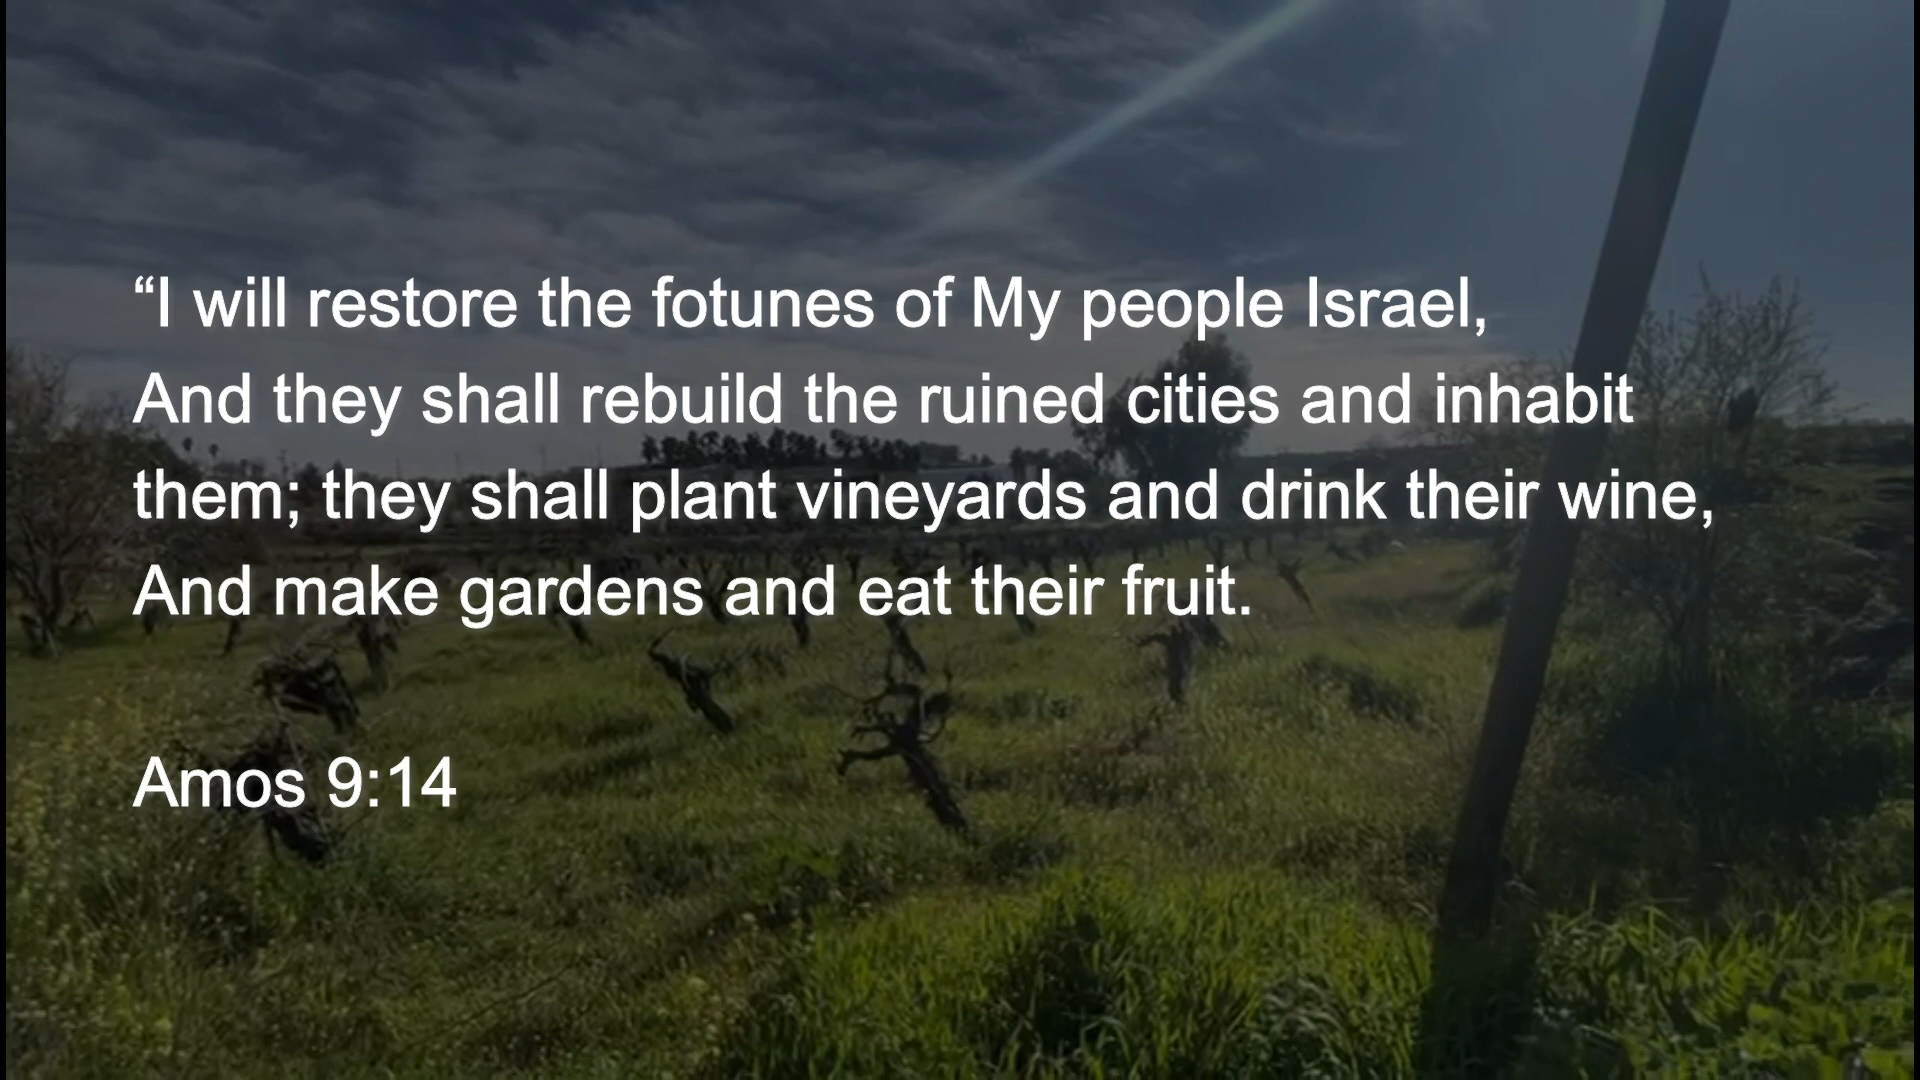 “I will restore the fotunes of My people Israel,
And they shall rebuild the ruined cities and inhabit
them; they shall plant vineyards and drink their wine,
And make gardens and eat their fruit.
Amos 9:14